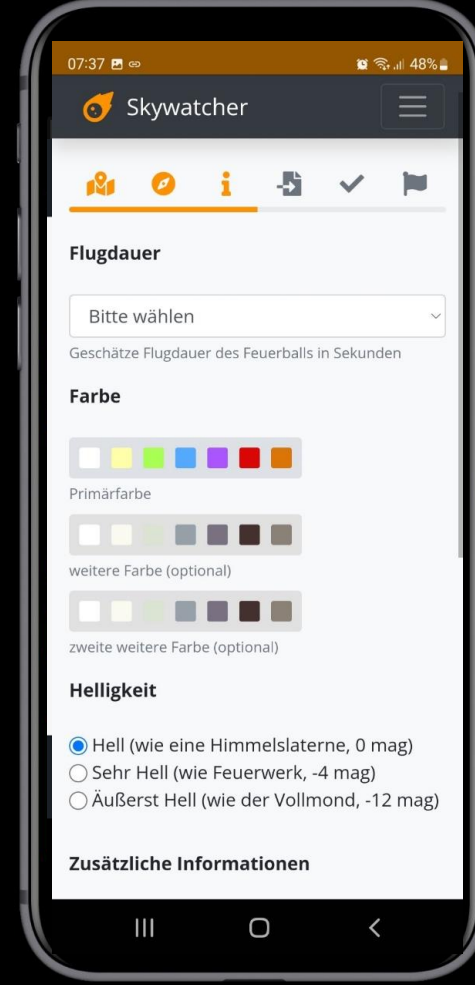 07:37
48%
Skywatcher
Flugdauer
Bitte wählen
Geschätze Flugdauer des Feuerballs in Sekunden
Farbe
Primärfarbe
weitere Farbe (optional)
zweite weitere Farbe (optional)
Helligkeit
Hell (wie eine Himmelslaterne, 0 mag)
Sehr Hell (wie Feuerwerk, -4 mag)
Äußerst Hell (wie der Vollmond, -12 mag)
Zusätzliche Informationen